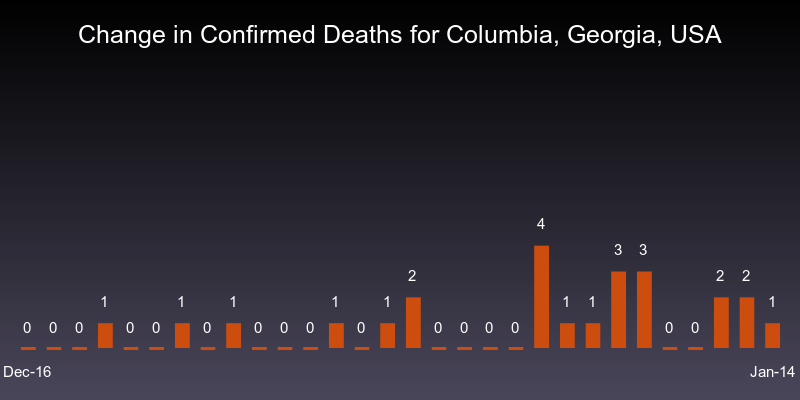 Change in Confirmed Deaths for Columbia, Georgia, USA
4
3 3
2 2 2
1 1 1 1 1 1 1 1
0 0 0 0 0 0 0 0 0 0 0 0 0 0 0 0
Dec-16 Jan-14